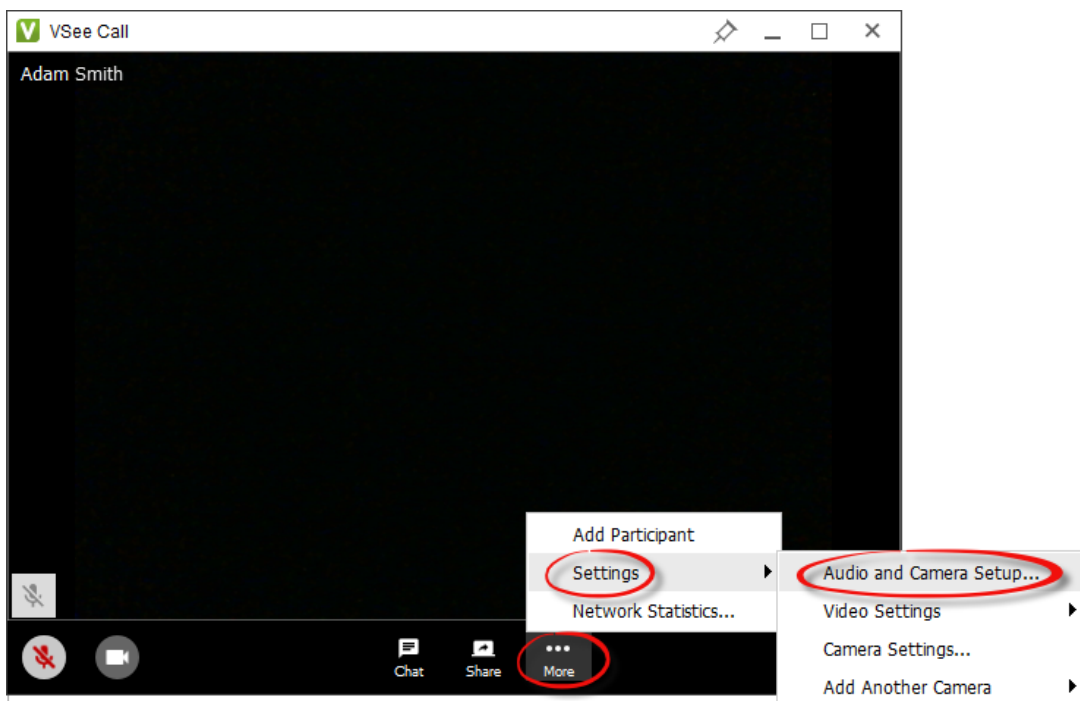 VSee Call
Adam Smith
Add Participant
Settings
Audio and Camera Setup...
Network Statistics...
Video Settings
Camera Settings...
Add Another Camera
Chat
Share
More